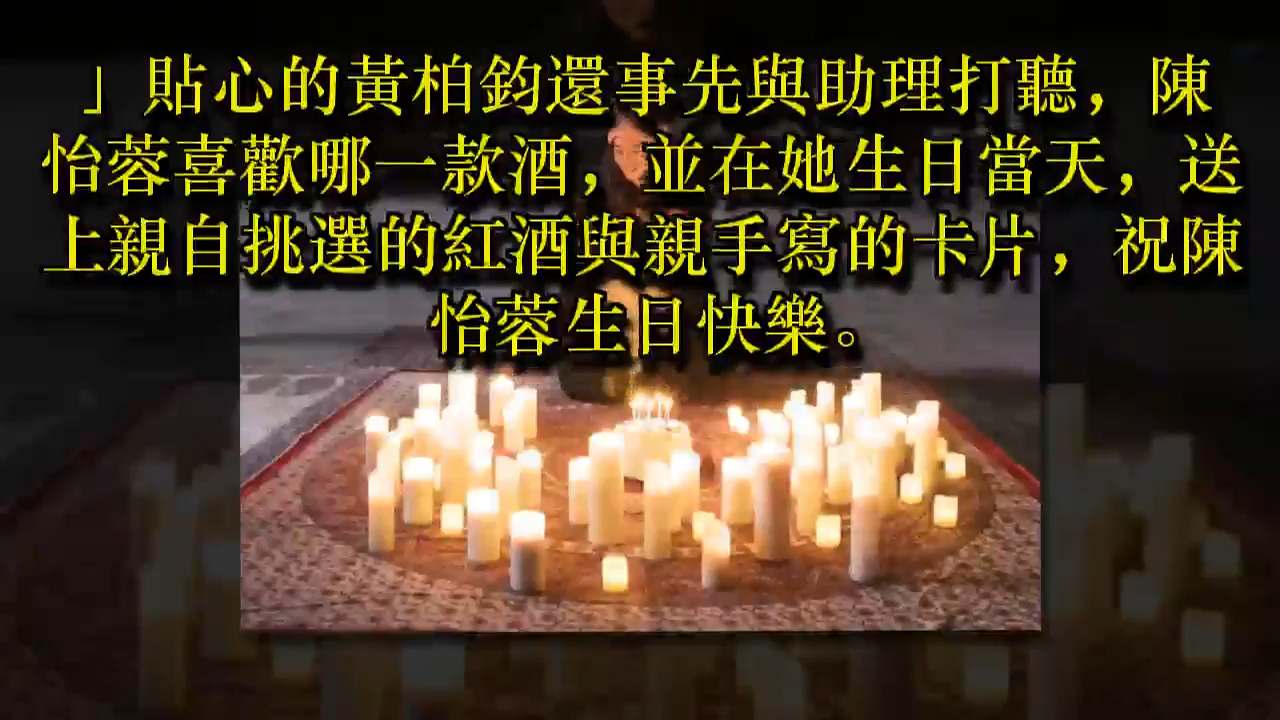 」貼心的黃柏鈞還事先與助理打聽，陳
怡蓉喜歡哪一款酒，並在她生日當天，送
上親自挑選的紅酒與親手寫的卡片，祝陳
怡蓉生日快樂。